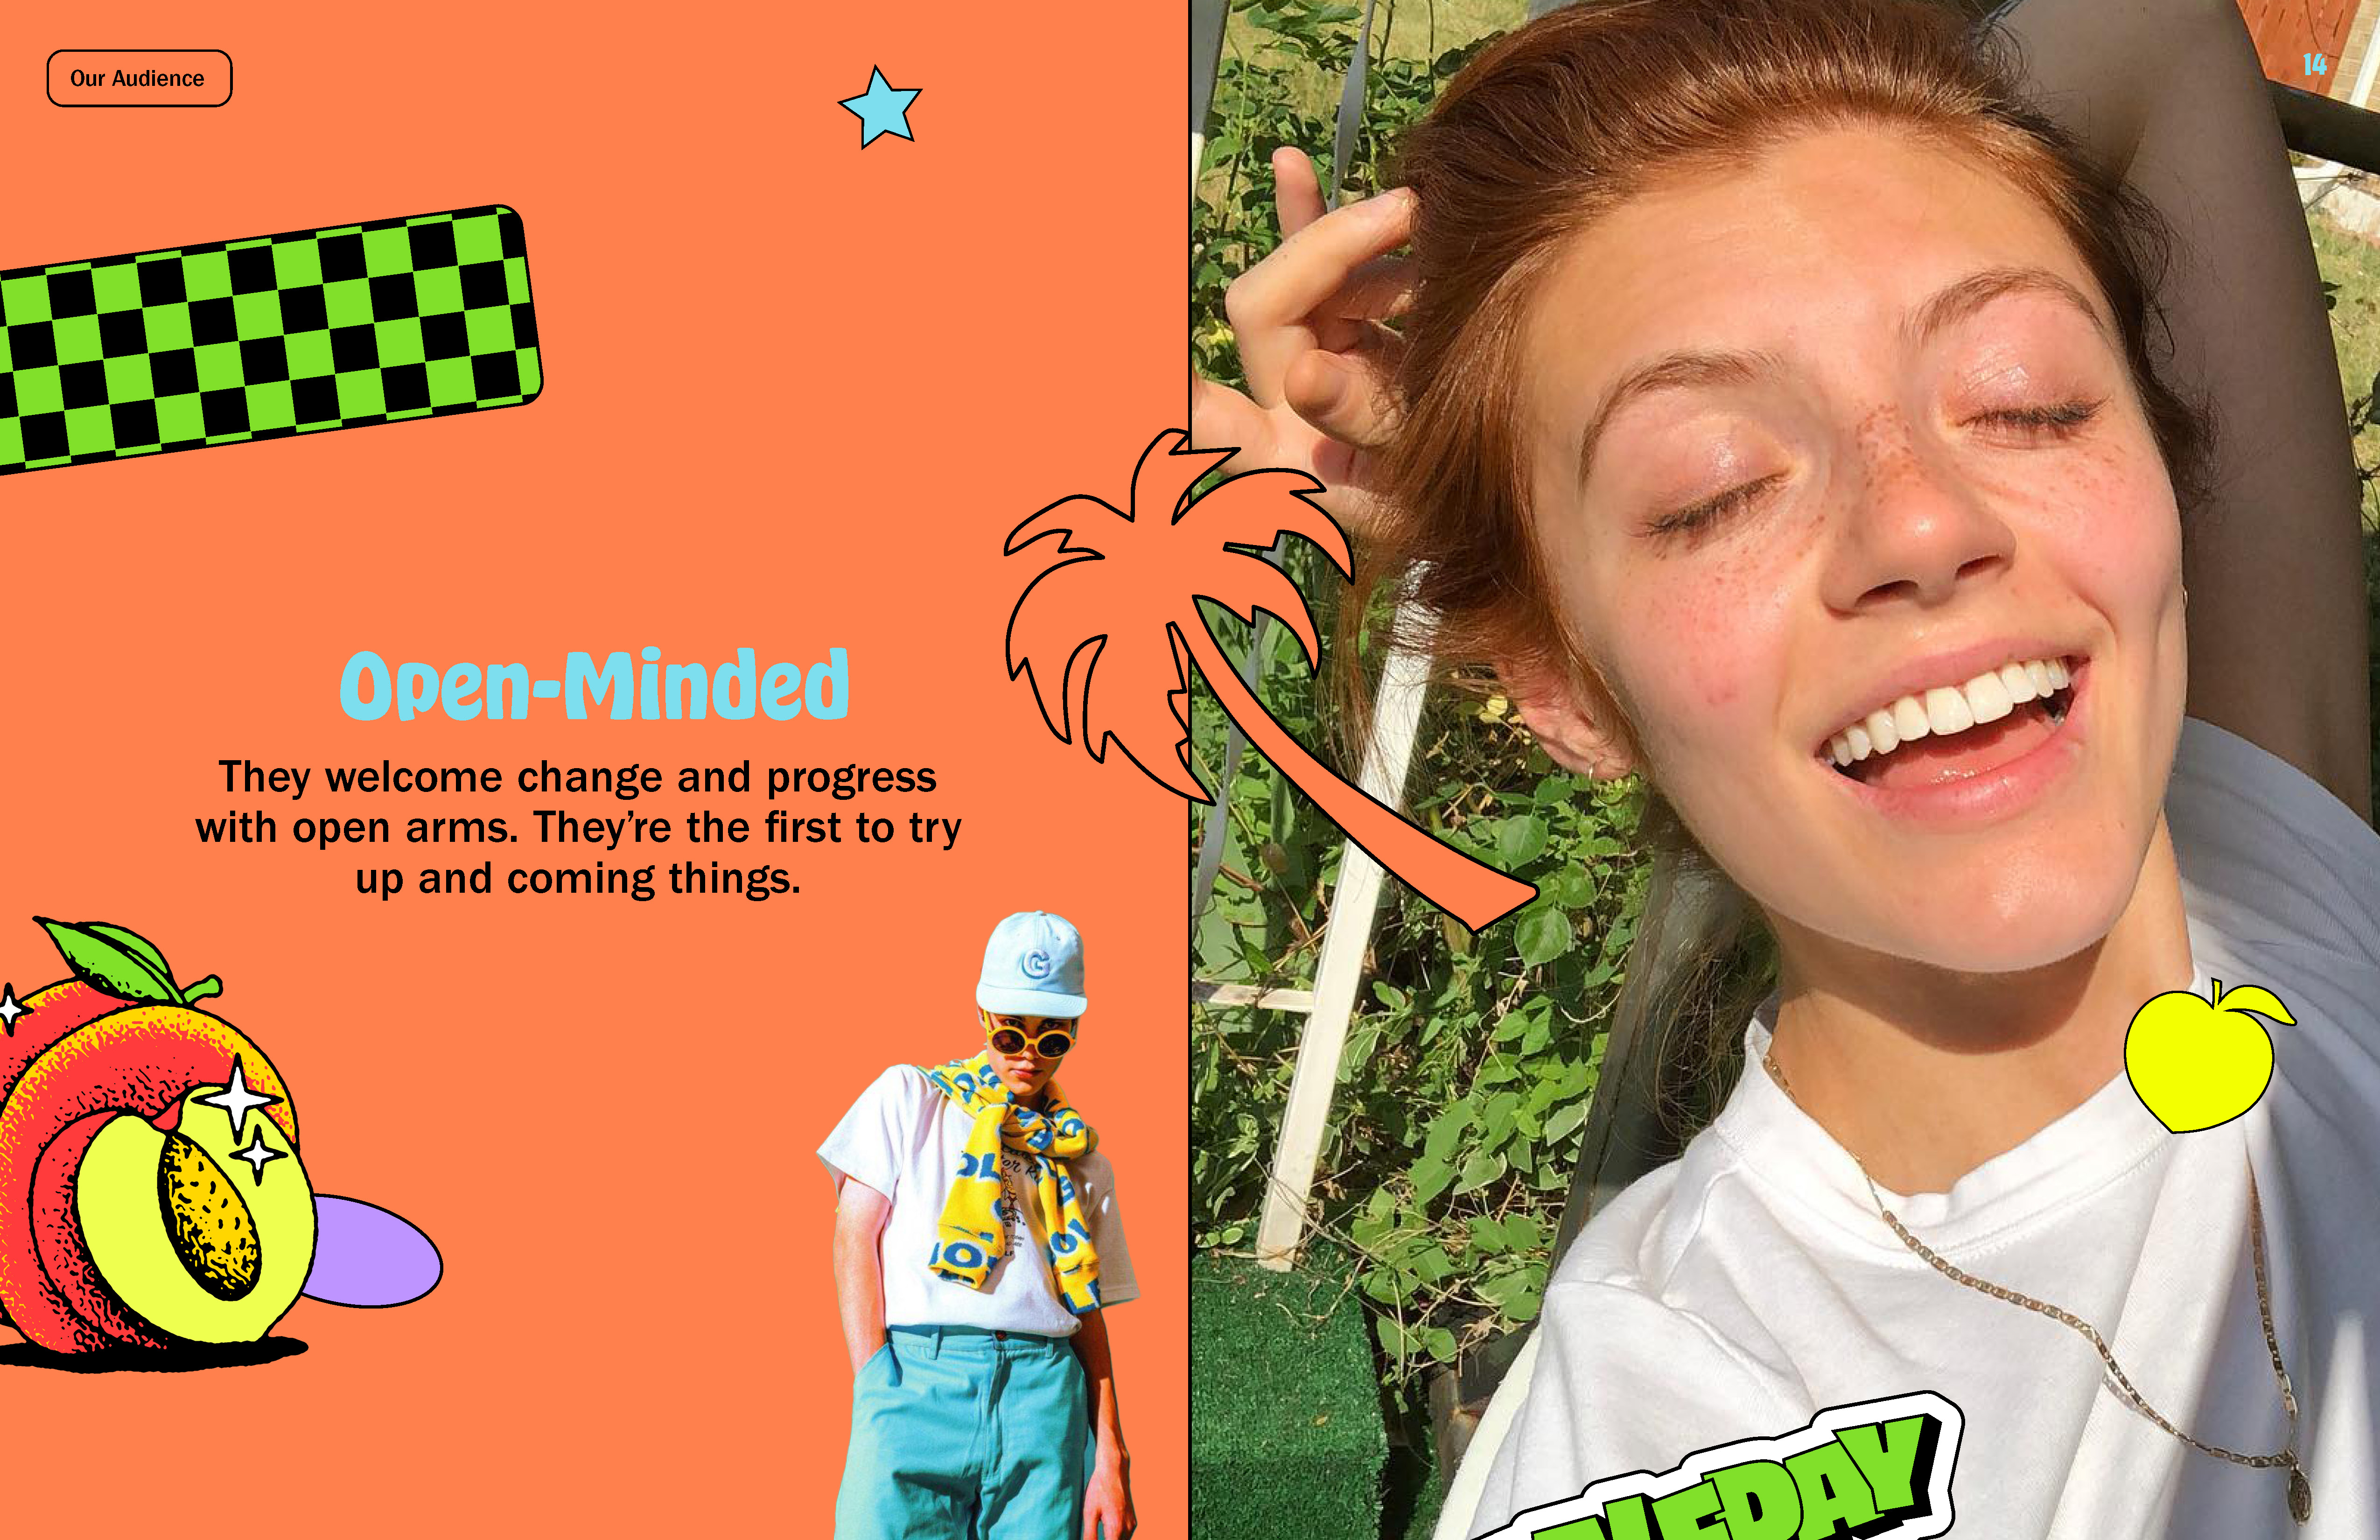 Our Audience
14
Open-Minded
They welcome change and progress
with open arms. They’re the first to try
up and coming things.
G